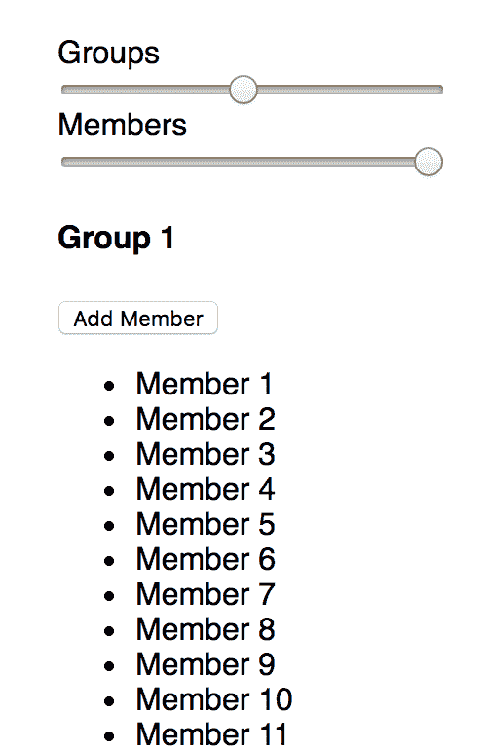 Groups
Members
Group 1
Add Member
Member 1
Member 2
Member 3
Member 4
Member 5
Member 6
Member 7
Member 8
Member 9
Member 10
Member 11